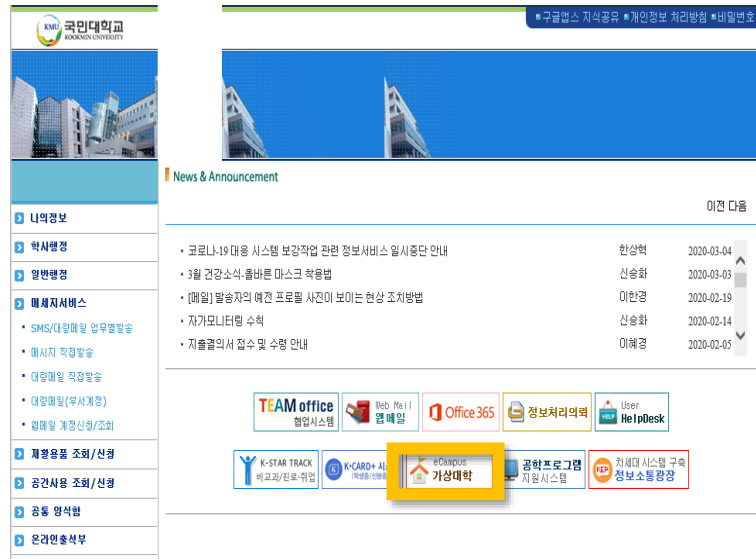 KMU 국민대학교
KOOKMIN UNIVERSITY
구글앱스 지식공유 개인정보 처리방침 비밀번호
News & Announcement
이전 다음
나의정보
학사행정
일반행정
메세지서비스
• SMS/대량메일 업무별발송
• 메시지 직접발송
• 대량메일 직접발송
• 대량메일(부서계정)
• 웹메일 계정신청/조회
재활용품 조회/신청
공간사용 조회/신청
공통 양식함
온라인출석부
• 코로나-19 대응 시스템 보강작업 관련 정보서비스 일시중단 안내 한상혁 2020-03-04
• 3월 건강소식-올바른 마스크 착용법 신승화 2020-03-03
• [메일] 발송자의 예전 프로필 사진이 보이는 현상 조치방법 이한경 2020-02-19
• 자가모니터링 수칙 신승화 2020-02-14
• 지출결의서 접수 및 수령 안내 이혜경 2020-02-05
TEAM office
협업시스템
Web Mail
웹메일
Office 365
정보처리의뢰
User
HelpDesk
K-STAR TRACK
비교과/진로·취업
K-CARD+
eCampus
가상대학
공학프로그램
지원시스템
KEP 차세대 시스템 구축
정보소통광장